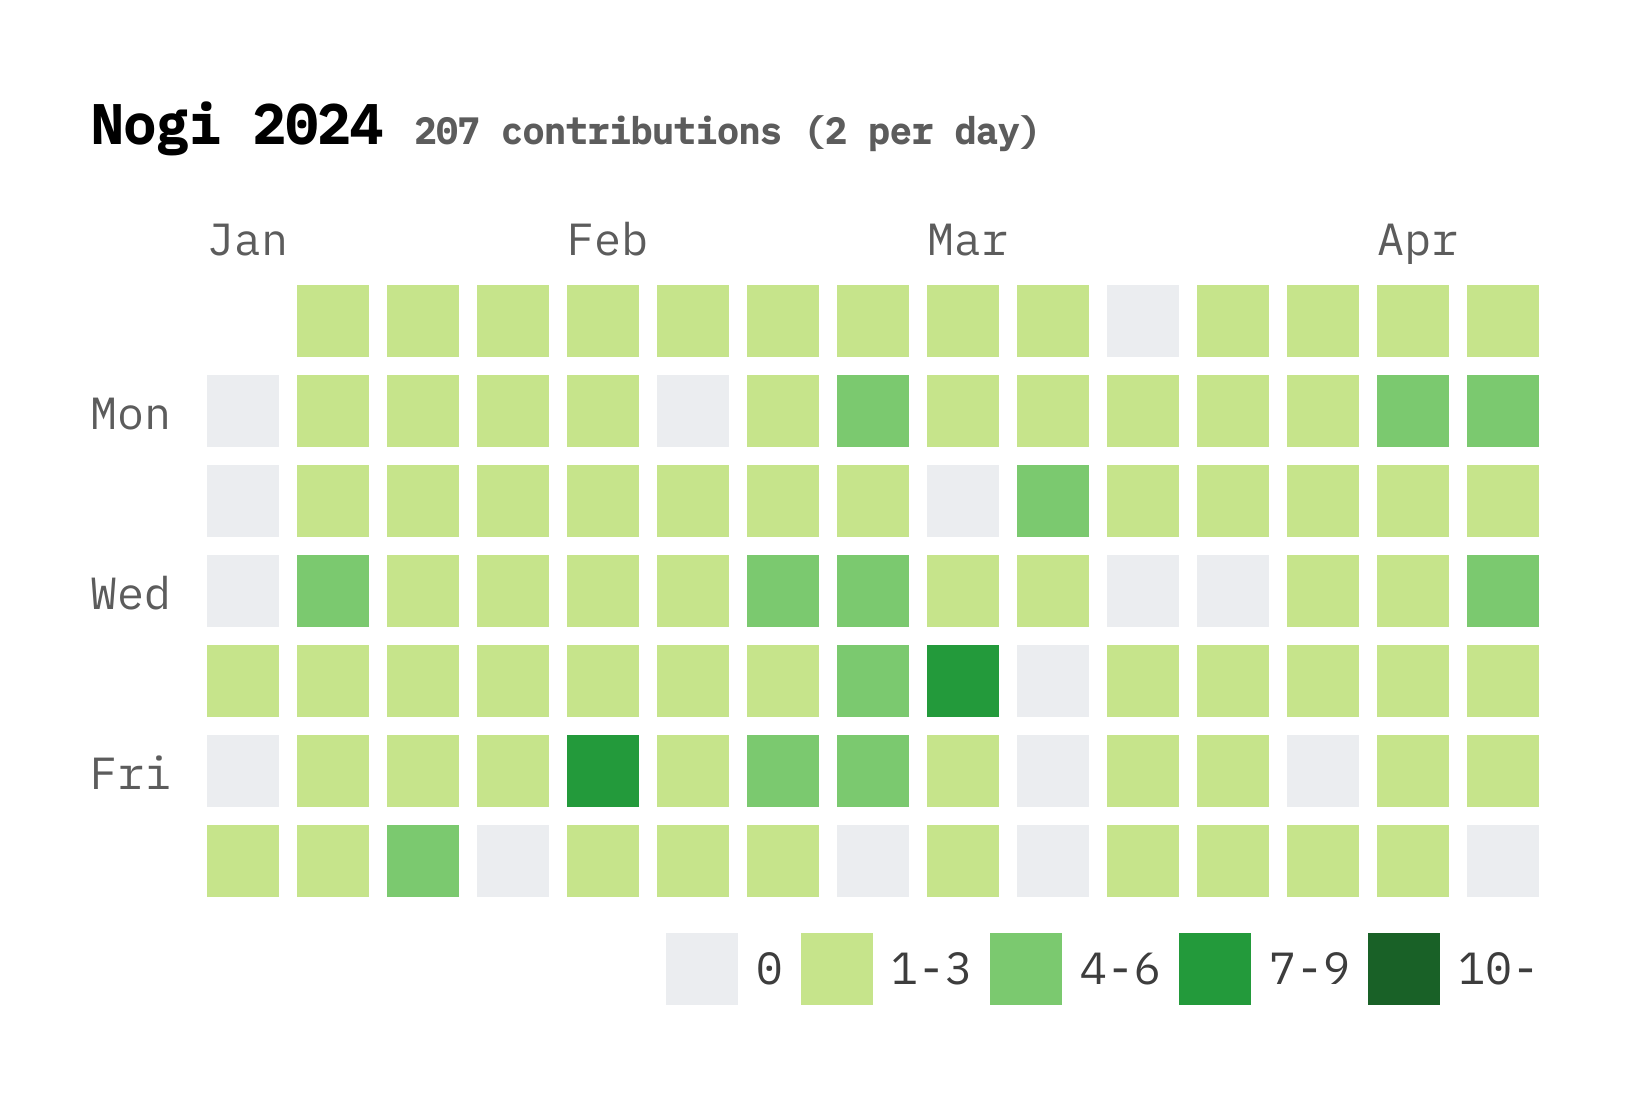 Nogi 2024 207 contributions (2 per day)
Jan Feb Mar Apr
Mon
Wed
Fri
0 1-3 4-6 7-9 10-